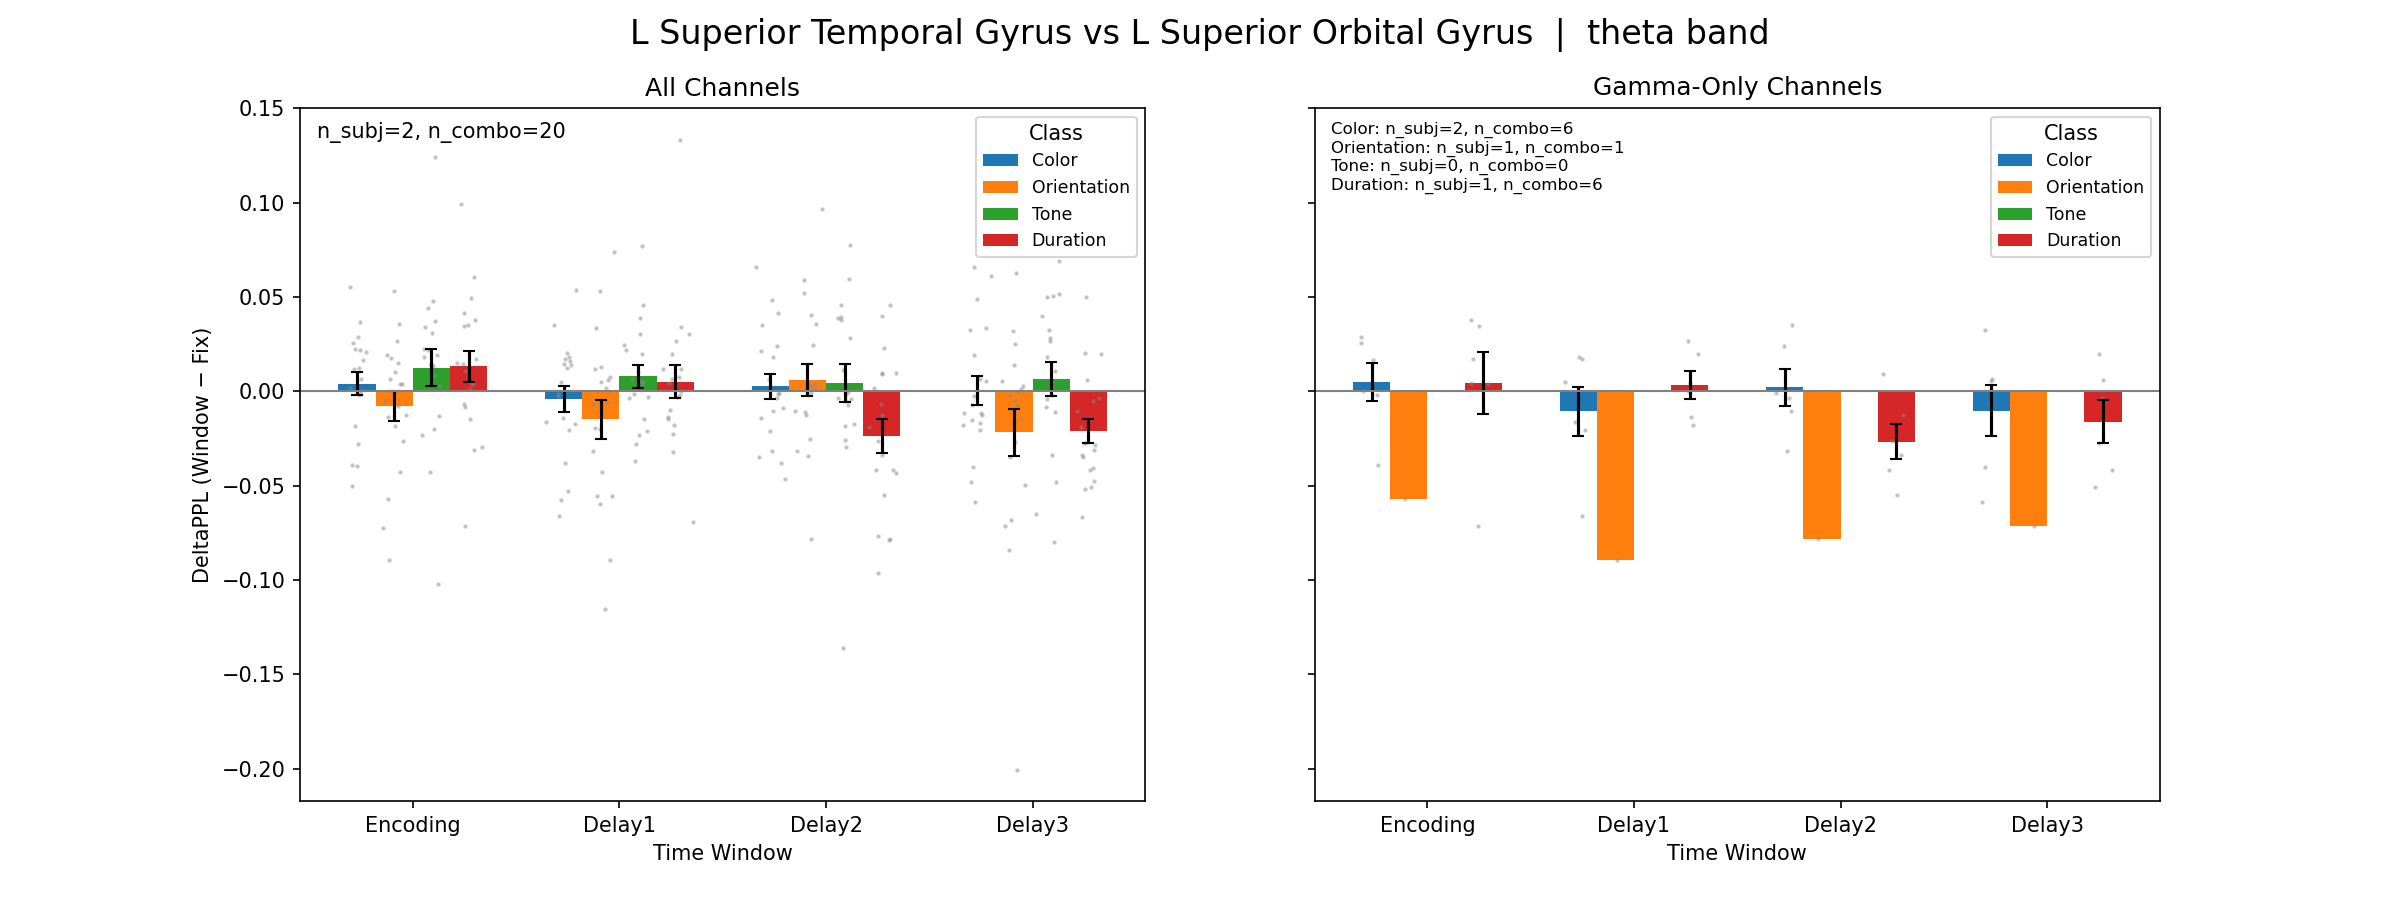 L Superior Temporal Gyrus vs L Superior Orbital Gyrus | theta band
All Channels
n_subj=2, n_combo=20
Class
Color
Orientation
Tone
Duration
0.15
0.10
0.05
0.00
−0.05
−0.10
−0.15
−0.20
DeltaPPL (Window − Fix)
Encoding
Delay1
Delay2
Delay3
Time Window
Gamma-Only Channels
Color: n_subj=2, n_combo=6
Orientation: n_subj=1, n_combo=1
Tone: n_subj=0, n_combo=0
Duration: n_subj=1, n_combo=6
Class
Color
Orientation
Tone
Duration
Encoding
Delay1
Delay2
Delay3
Time Window